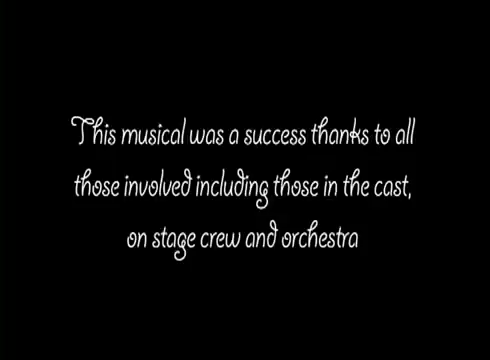 This musical was a success thanks to all
those involved including those in the cast,
on stage crew and orchestra